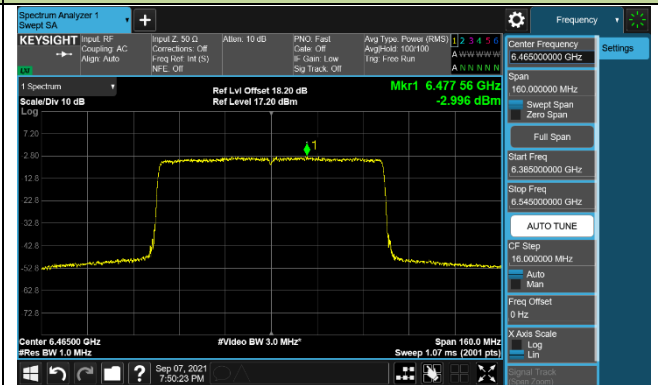 Spectrum Analyzer 1
Swept SA
+
Frequency
KEYSIGHT
Input: RF
Coupling: AC
Align: Auto
Input Z: 50 Ω
Corrections: Off
Freq Ref: Int (S)
NFE: Off
Atten: 10 dB
PNO: Fast
Gate: Off
IF Gain: Low
Sig Track: Off
Avg Type: Power (RMS)
Avg|Hold: 100/100
Trig: Free Run
1 2 3 4 5 6
A W W W W W
A N N N N N
LW
1 Spectrum
Scale/Div 10 dB
Log
Ref Lvl Offset 18.20 dB
Ref Level 17.20 dBm
Mkr1 6.477 56 GHz
-2.996 dBm
1
7.20
-2.80
-12.8
-22.8
-32.8
-42.8
-52.8
-62.8
-72.8
Center 6.46500 GHz
#Res BW 1.0 MHz
#Video BW 3.0 MHz*
Span 160.0 MHz
Sweep 1.07 ms (2001 pts)
Center Frequency
6.465000000 GHz
Span
160.000000 MHz
Swept Span
Zero Span
Full Span
Start Freq
6.385000000 GHz
Stop Freq
6.545000000 GHz
AUTO TUNE
CF Step
16.000000 MHz
Auto
Man
Freq Offset
0 Hz
X Axis Scale
Log
Lin
Signal Track
(Span Zoom)
Settings
?
Sep 07, 2021
7:50:23 PM